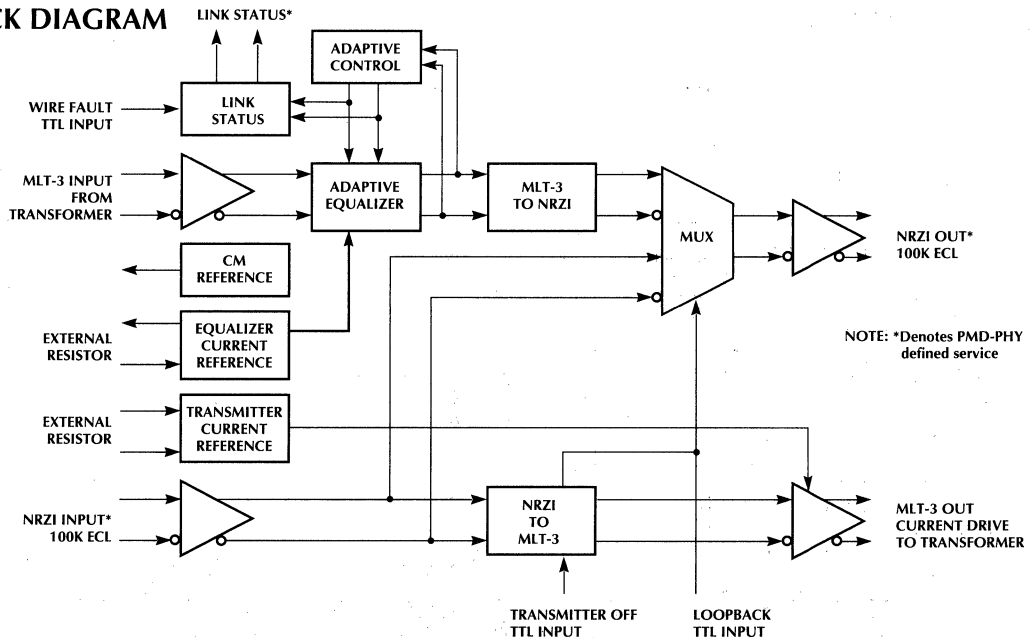 CK DIAGRAM
LINK STATUS*
ADAPTIVE
CONTROL
WIRE FAULT
TTL INPUT
LINK
STATUS
MLT-3 INPUT
FROM
TRANSFORMER
ADAPTIVE
EQUALIZER
MLT-3
TO NRZI
MUX
NRZI OUT*
100K ECL
CM
REFERENCE
EXTERNAL
RESISTOR
EQUALIZER
CURRENT
REFERENCE
NOTE: *Denotes PMD-PHY
defined service
EXTERNAL
RESISTOR
TRANSMITTER
CURRENT
REFERENCE
NRZI INPUT*
100K ECL
NRZI
TO
MLT-3
MLT-3 OUT
CURRENT DRIVE
TO TRANSFORMER
TRANSMITTER OFF
TTL INPUT
LOOPBACK
TTL INPUT